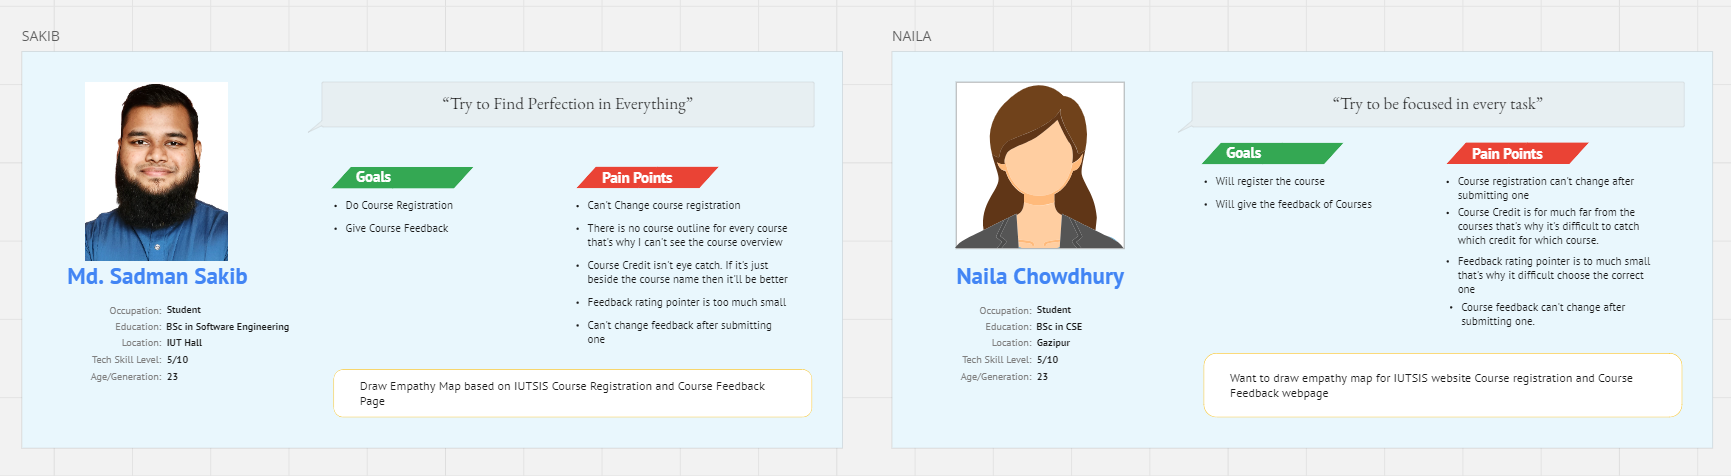 SAKIB
“Try to Find Perfection in Everything”
Goals
• Do Course Registration
• Give Course Feedback
Pain Points
• Can't Change course registration
• There is no course outline for every course
that's why I can't see the course overview
• Course Credit isn't eye catch. If it's just
beside the course name then it'll be better
• Feedback rating pointer is too much small
• Can't change feedback after submitting
one
Md. Sadman Sakib
Occupation: Student
Education: BSc in Software Engineering
Location: IUT Hall
Tech Skill Level: 5/10
Age/Generation: 23
Draw Empathy Map based on IUTSIS Course Registration and Course Feedback
Page
NAILA
“Try to be focused in every task”
Goals
• Will register the course
• Will give the feedback of Courses
Pain Points
• Course registration can't change after
submitting one
• Course Credit is for much far from the
courses that's why it's difficult to catch
which credit for which course.
• Feedback rating pointer is to much small
that's why it difficult choose the correct
one
• Course feedback can't change after
submitting one.
Naila Chowdhury
Occupation: Student
Education: BSc in CSE
Location: Gazipur
Tech Skill Level: 5/10
Age/Generation: 23
Want to draw empathy map for IUTSIS website Course registration and Course
Feedback webpage